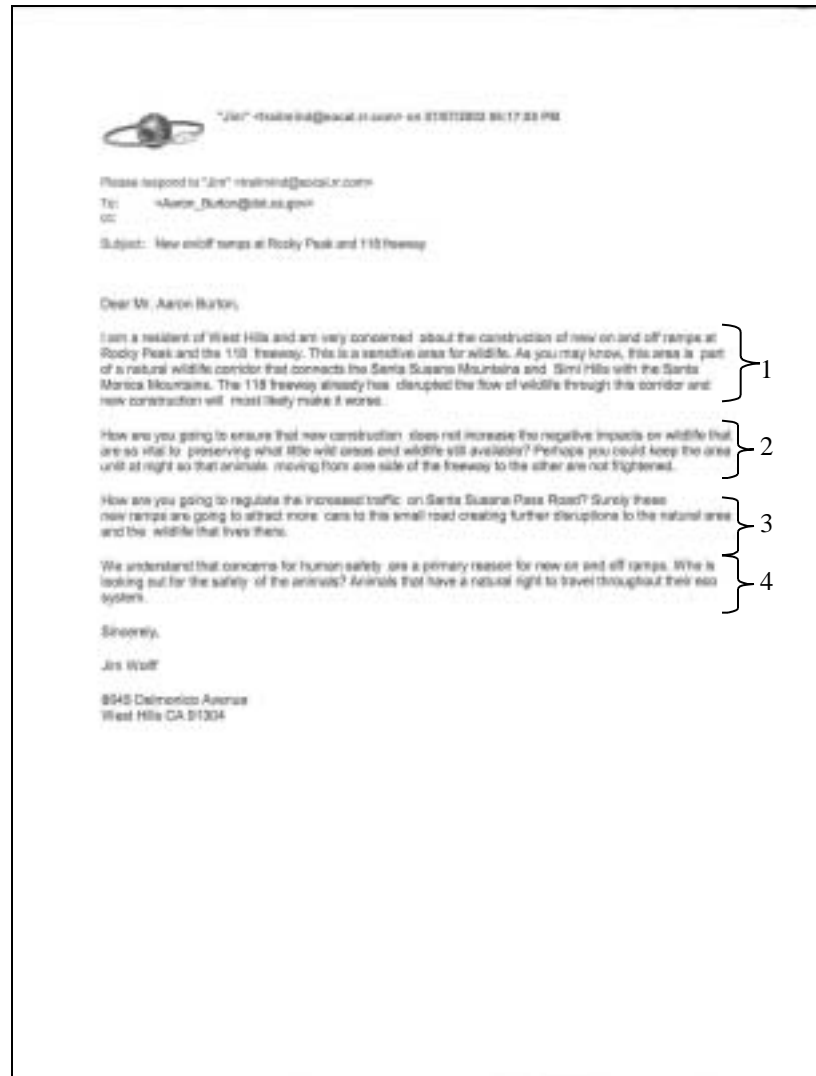 "Jim" <trailmind@socal.rr.com> on 01/07/2002 05:17:03 PM
Please respond to "Jim" <trailmind@socal.rr.com>
To: <Aaron_Burton@dot.ca.gov>
cc:
Subject: New on/off ramps at Rocky Peak and 118 freeway
Dear Mr. Aaron Burton,
I am a resident of West Hills and am very concerned about the construction of new on and off ramps at
Rocky Peak and the 118 freeway. This is a sensitive area for wildlife. As you may know, this area is part
of a natural wildlife corridor that connects the Santa Susana Mountains and Simi Hills with the Santa
Monica Mountains. The 118 freeway already has disrupted the flow of wildlife through this corridor and
new construction will most likely make it worse.
1
How are you going to ensure that new construction does not increase the negative impacts on wildlife that
are so vital to preserving what little wild areas and wildlife still available? Perhaps you could keep the area
unlit at night so that animals moving from one side of the freeway to the other are not frightened.
2
How are you going to regulate the increased traffic on Santa Susana Pass Road? Surely these
new ramps are going to attract more cars to this small road creating further disruptions to the natural area
and the wildlife that lives there.
3
We understand that concerns for human safety are a primary reason for new on and off ramps. Who is
looking out for the safety of the animals? Animals that have a natural right to travel throughout their eco
system.
4
Sincerely,
Jim Wolff
Delmonico Avenue
West Hills CA 91304